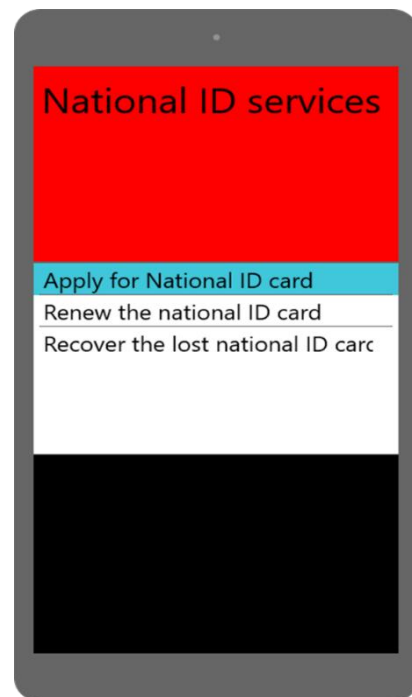 National ID services
Apply for National ID card
Renew the national ID card
Recover the lost national ID carc